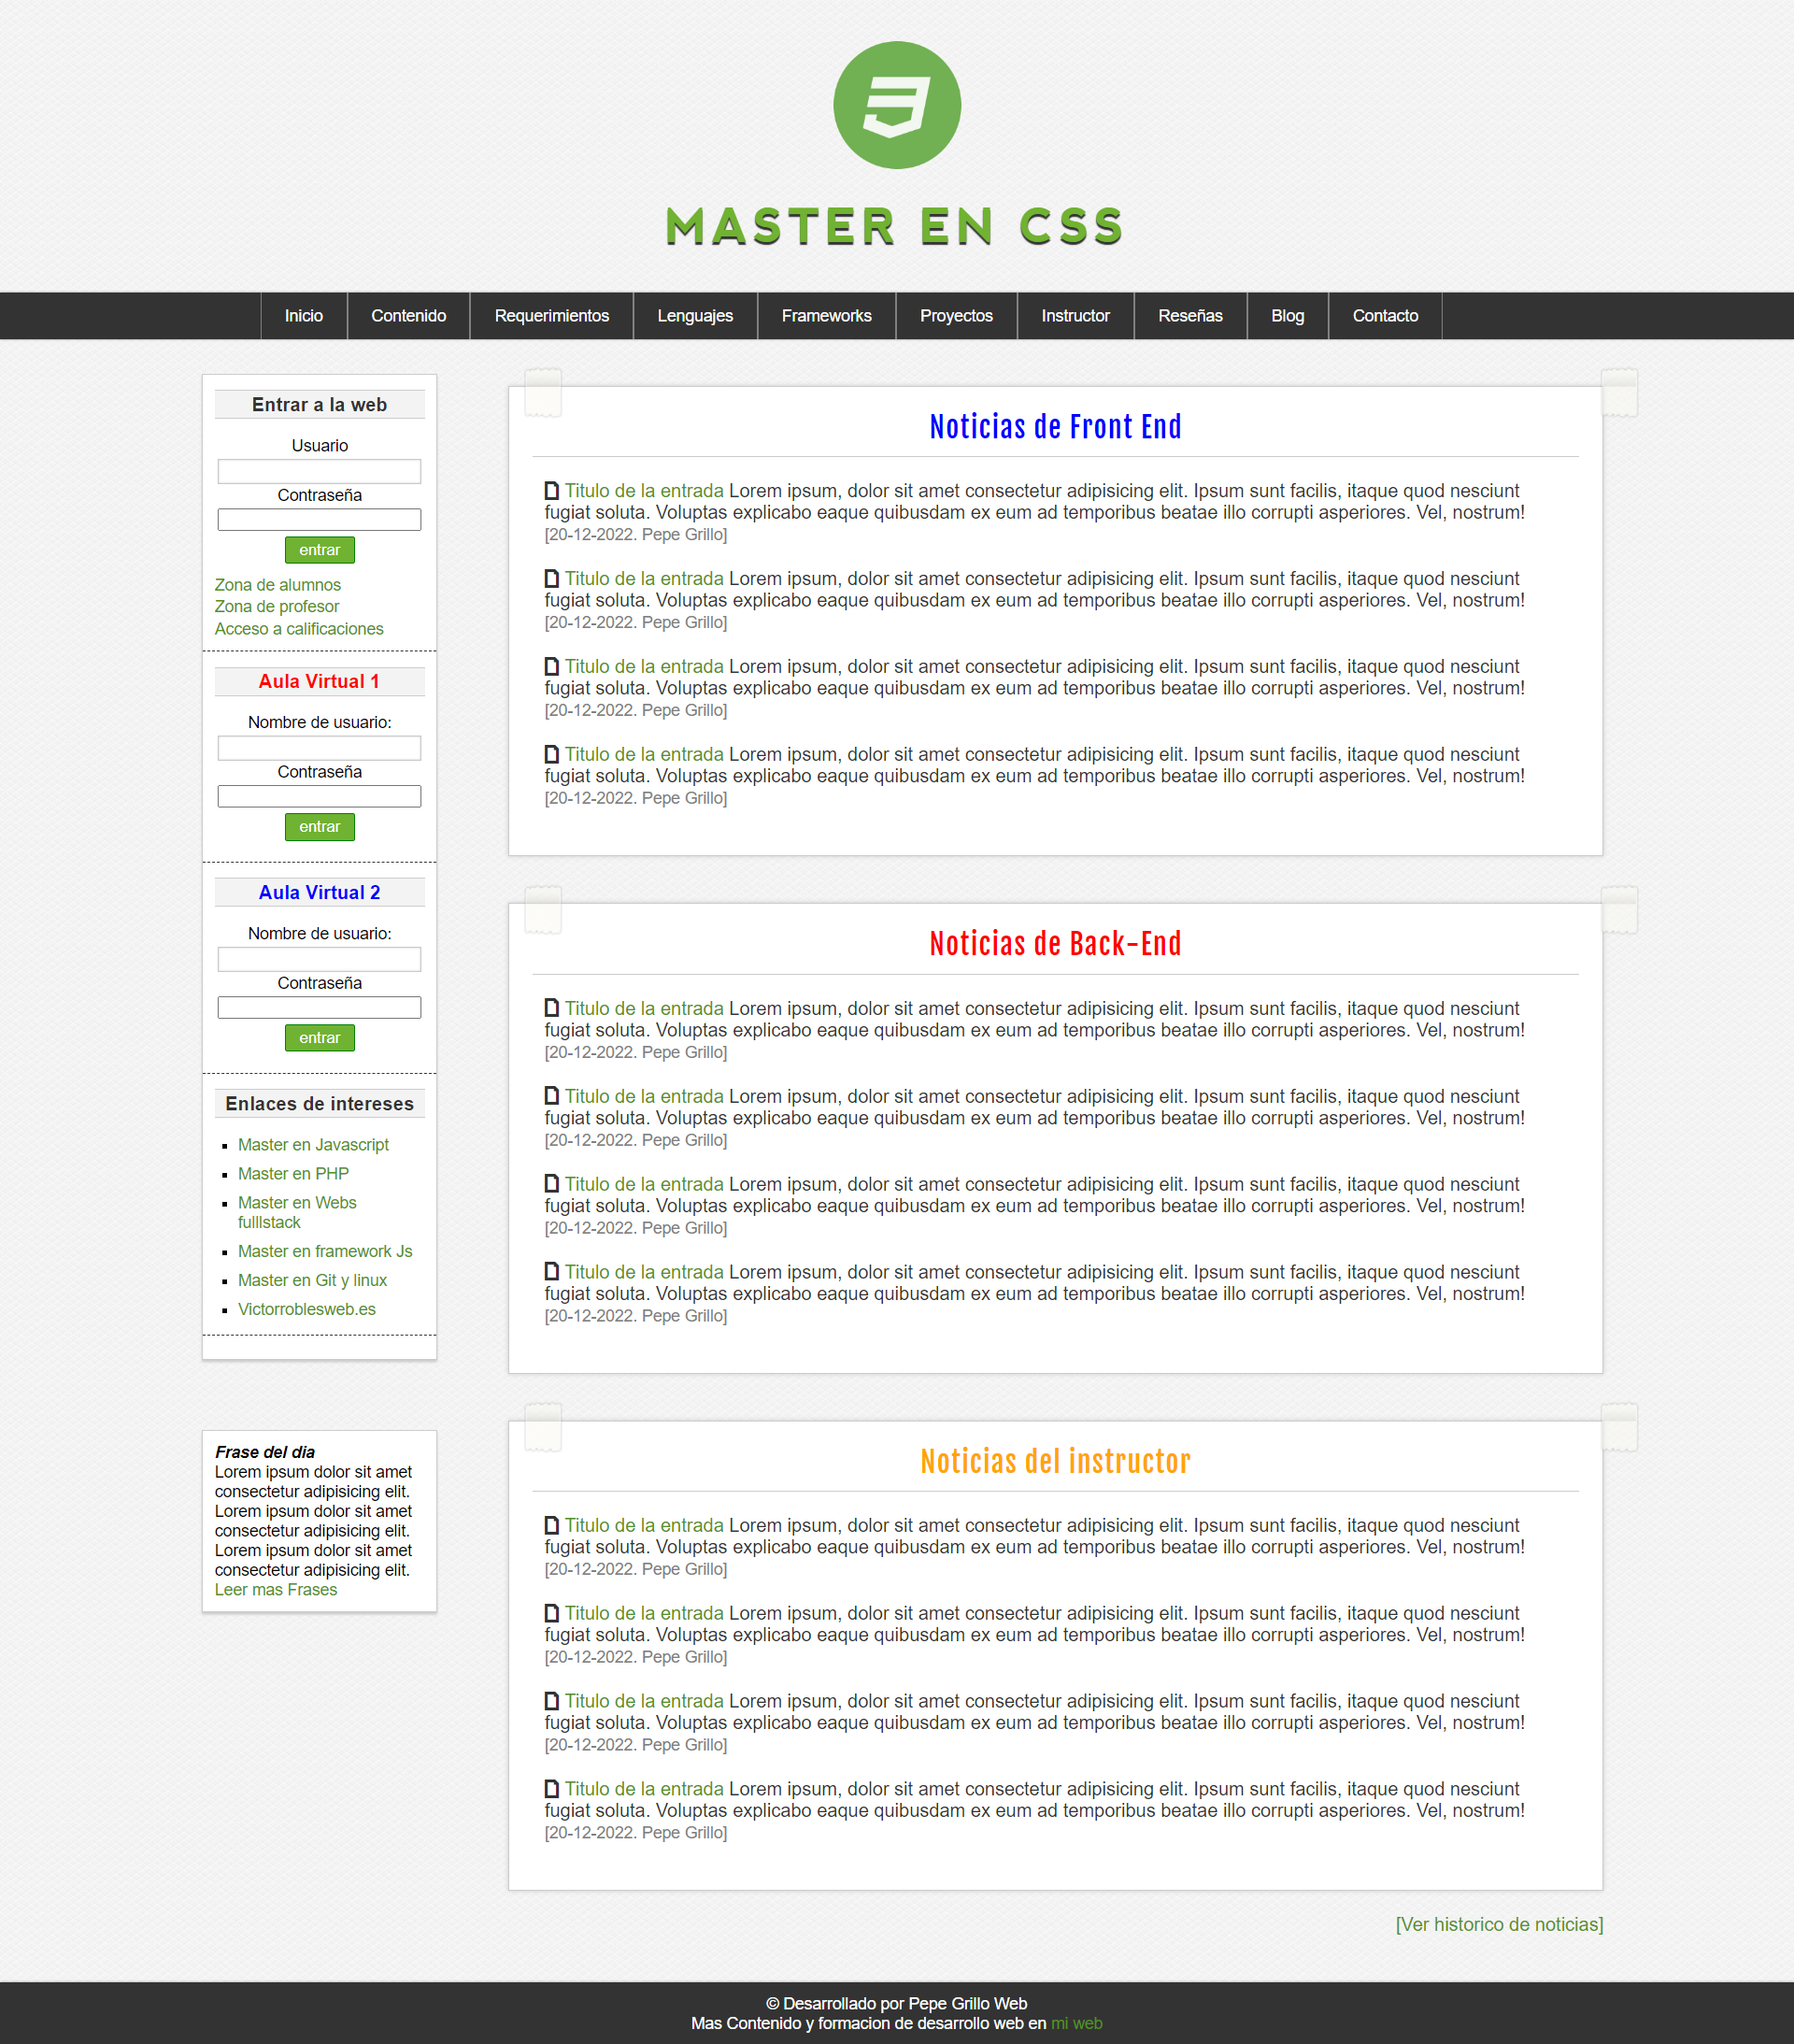 MASTER EN CSS
Inicio Contenido Requerimientos Lenguajes Frameworks Proyectos Instructor Reseñas Blog Contacto
Entrar a la web
Usuario
Contraseña
entrar
Zona de alumnos
Zona de profesor
Acceso a calificaciones
Aula Virtual 1
Nombre de usuario:
Contraseña
entrar
Aula Virtual 2
Nombre de usuario:
Contraseña
entrar
Enlaces de intereses
Master en Javascript
Master en PHP
Master en Webs
fulllstack
Master en framework Js
Master en Git y linux
Victorroblesweb.es
Frase del dia
Lorem ipsum dolor sit amet
consectetur adipisicing elit.
Lorem ipsum dolor sit amet
consectetur adipisicing elit.
Lorem ipsum dolor sit amet
consectetur adipisicing elit.
Leer mas Frases
Noticias de Front End
Titulo de la entrada Lorem ipsum, dolor sit amet consectetur adipisicing elit. Ipsum sunt facilis, itaque quod nesciunt
fugiat soluta. Voluptas explicabo eaque quibusdam ex eum ad temporibus beatae illo corrupti asperiores. Vel, nostrum!
[20-12-2022. Pepe Grillo]
Titulo de la entrada Lorem ipsum, dolor sit amet consectetur adipisicing elit. Ipsum sunt facilis, itaque quod nesciunt
fugiat soluta. Voluptas explicabo eaque quibusdam ex eum ad temporibus beatae illo corrupti asperiores. Vel, nostrum!
[20-12-2022. Pepe Grillo]
Titulo de la entrada Lorem ipsum, dolor sit amet consectetur adipisicing elit. Ipsum sunt facilis, itaque quod nesciunt
fugiat soluta. Voluptas explicabo eaque quibusdam ex eum ad temporibus beatae illo corrupti asperiores. Vel, nostrum!
[20-12-2022. Pepe Grillo]
Titulo de la entrada Lorem ipsum, dolor sit amet consectetur adipisicing elit. Ipsum sunt facilis, itaque quod nesciunt
fugiat soluta. Voluptas explicabo eaque quibusdam ex eum ad temporibus beatae illo corrupti asperiores. Vel, nostrum!
[20-12-2022. Pepe Grillo]
Noticias de Back-End
Titulo de la entrada Lorem ipsum, dolor sit amet consectetur adipisicing elit. Ipsum sunt facilis, itaque quod nesciunt
fugiat soluta. Voluptas explicabo eaque quibusdam ex eum ad temporibus beatae illo corrupti asperiores. Vel, nostrum!
[20-12-2022. Pepe Grillo]
Titulo de la entrada Lorem ipsum, dolor sit amet consectetur adipisicing elit. Ipsum sunt facilis, itaque quod nesciunt
fugiat soluta. Voluptas explicabo eaque quibusdam ex eum ad temporibus beatae illo corrupti asperiores. Vel, nostrum!
[20-12-2022. Pepe Grillo]
Titulo de la entrada Lorem ipsum, dolor sit amet consectetur adipisicing elit. Ipsum sunt facilis, itaque quod nesciunt
fugiat soluta. Voluptas explicabo eaque quibusdam ex eum ad temporibus beatae illo corrupti asperiores. Vel, nostrum!
[20-12-2022. Pepe Grillo]
Titulo de la entrada Lorem ipsum, dolor sit amet consectetur adipisicing elit. Ipsum sunt facilis, itaque quod nesciunt
fugiat soluta. Voluptas explicabo eaque quibusdam ex eum ad temporibus beatae illo corrupti asperiores. Vel, nostrum!
[20-12-2022. Pepe Grillo]
Noticias del instructor
Titulo de la entrada Lorem ipsum, dolor sit amet consectetur adipisicing elit. Ipsum sunt facilis, itaque quod nesciunt
fugiat soluta. Voluptas explicabo eaque quibusdam ex eum ad temporibus beatae illo corrupti asperiores. Vel, nostrum!
[20-12-2022. Pepe Grillo]
Titulo de la entrada Lorem ipsum, dolor sit amet consectetur adipisicing elit. Ipsum sunt facilis, itaque quod nesciunt
fugiat soluta. Voluptas explicabo eaque quibusdam ex eum ad temporibus beatae illo corrupti asperiores. Vel, nostrum!
[20-12-2022. Pepe Grillo]
Titulo de la entrada Lorem ipsum, dolor sit amet consectetur adipisicing elit. Ipsum sunt facilis, itaque quod nesciunt
fugiat soluta. Voluptas explicabo eaque quibusdam ex eum ad temporibus beatae illo corrupti asperiores. Vel, nostrum!
[20-12-2022. Pepe Grillo]
Titulo de la entrada Lorem ipsum, dolor sit amet consectetur adipisicing elit. Ipsum sunt facilis, itaque quod nesciunt
fugiat soluta. Voluptas explicabo eaque quibusdam ex eum ad temporibus beatae illo corrupti asperiores. Vel, nostrum!
[20-12-2022. Pepe Grillo]
[Ver historico de noticias]
© Desarrollado por Pepe Grillo Web
Mas Contenido y formacion de desarrollo web en mi web